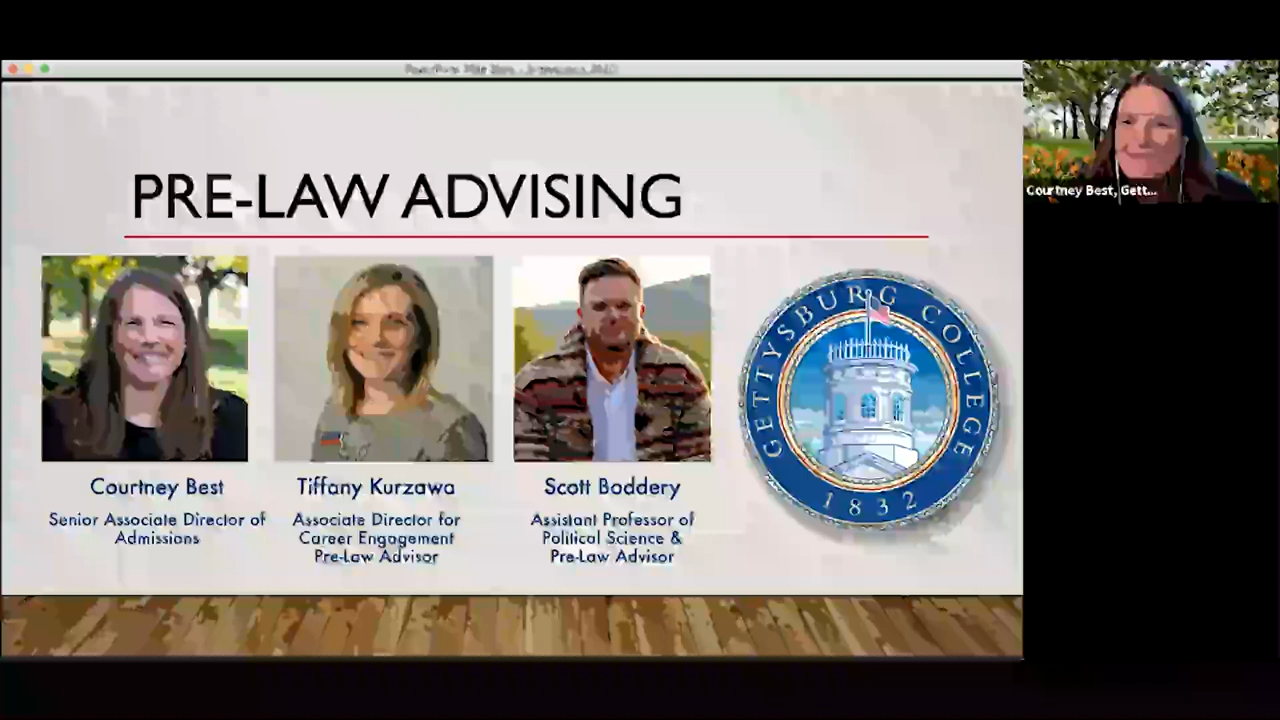 Courtney Best, Gett...
PRE-LAW ADVISING
GETTYSBURG COLLEGE
1832
Courtney Best
Senior Associate Director of
Admissions
Tiffany Kurzawa
Associate Director for
Career Engagement
Pre-Law Advisor
Scott Boddery
Assistant Professor of
Political Science &
Pre-Law Advisor